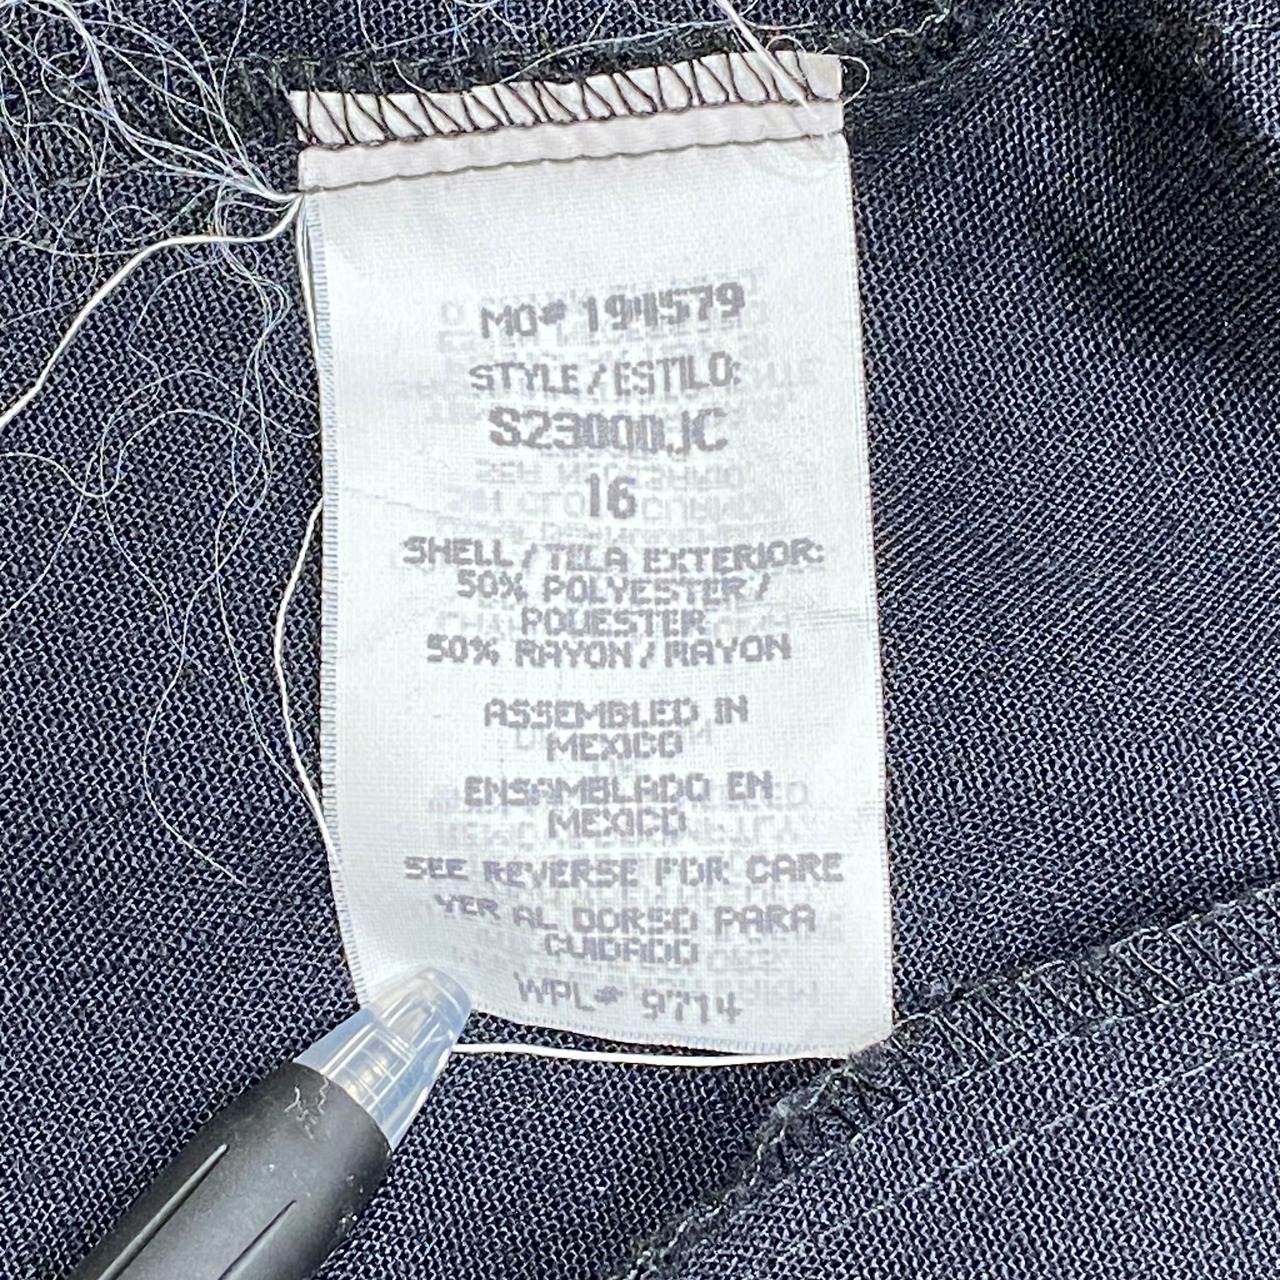 MO# 194579
STYLE / ESTILO:
S23000JC
16
SHELL / TELA EXTERIOR:
50% POLYESTER /
POLIESTER
50% RAYON / RAYON
ASSEMBLED IN
MEXICO
ENSAMBLADO EN
MEXICO
SEE REVERSE FOR CARE
VER AL DORSO PARA
CUIDADO
WPL# 9714